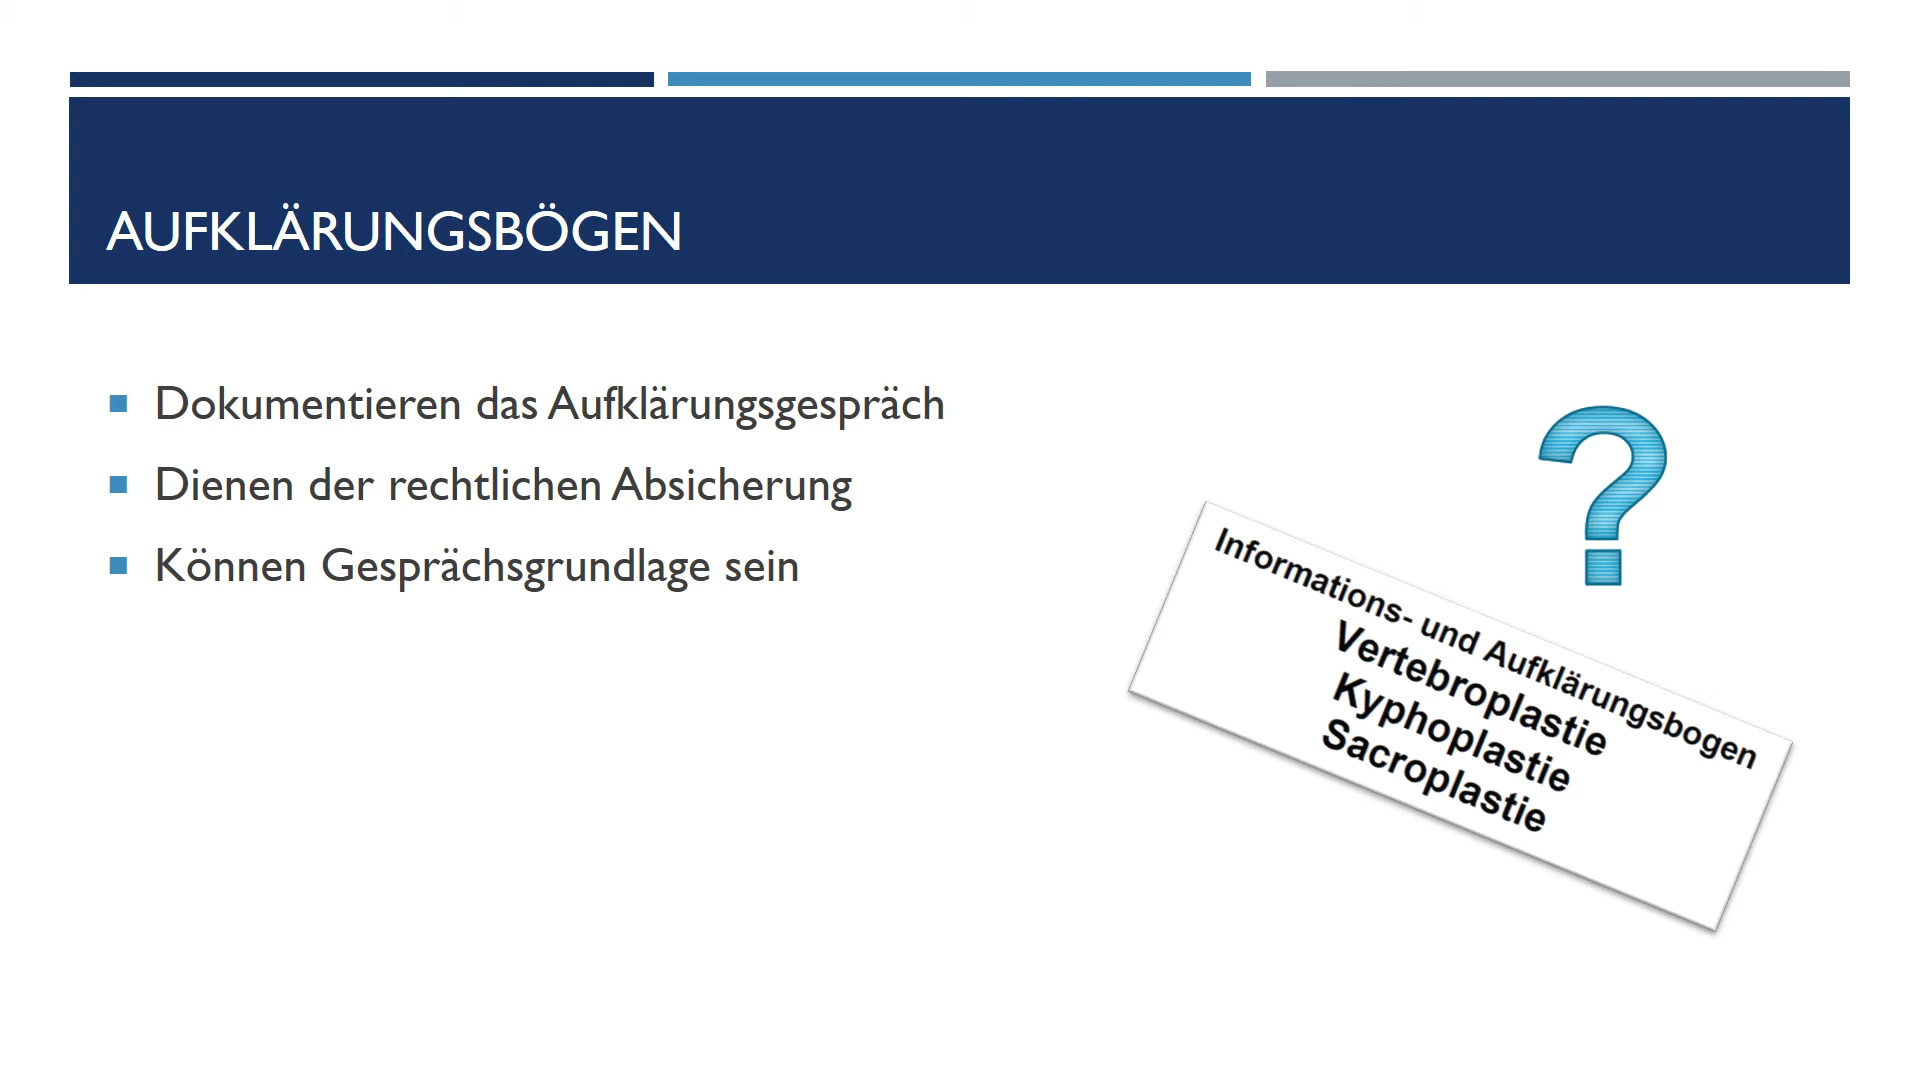 AUFKLÄRUNGSBÖGEN
Dokumentieren das Aufklärungsgespräch
Dienen der rechtlichen Absicherung
Können Gesprächsgrundlage sein
?
Informations- und Aufklärungsbogen
Vertebroplastie
Kyphoplastie
Sacroplastie